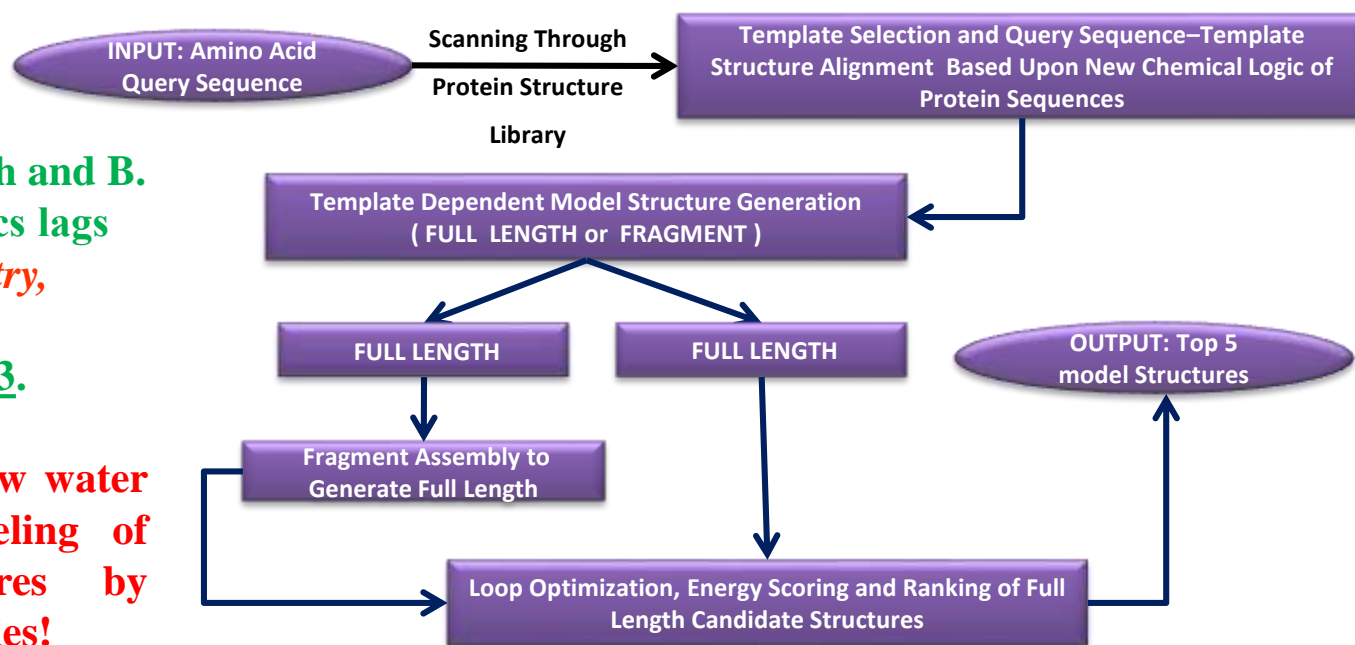 INPUT: Amino Acid
Query Sequence
Scanning Through
Protein Structure
Library
Template Selection and Query Sequence–Template
Structure Alignment Based Upon New Chemical Logic of
Protein Sequences
Template Dependent Model Structure Generation
( FULL LENGTH or FRAGMENT )
FULL LENGTH
FULL LENGTH
OUTPUT: Top 5
model Structures
Fragment Assembly to
Generate Full Length
Loop Optimization, Energy Scoring and Ranking of Full
Length Candidate Structures
h and B.
cs lags
try,
3.
w water
eling of
res by
es!